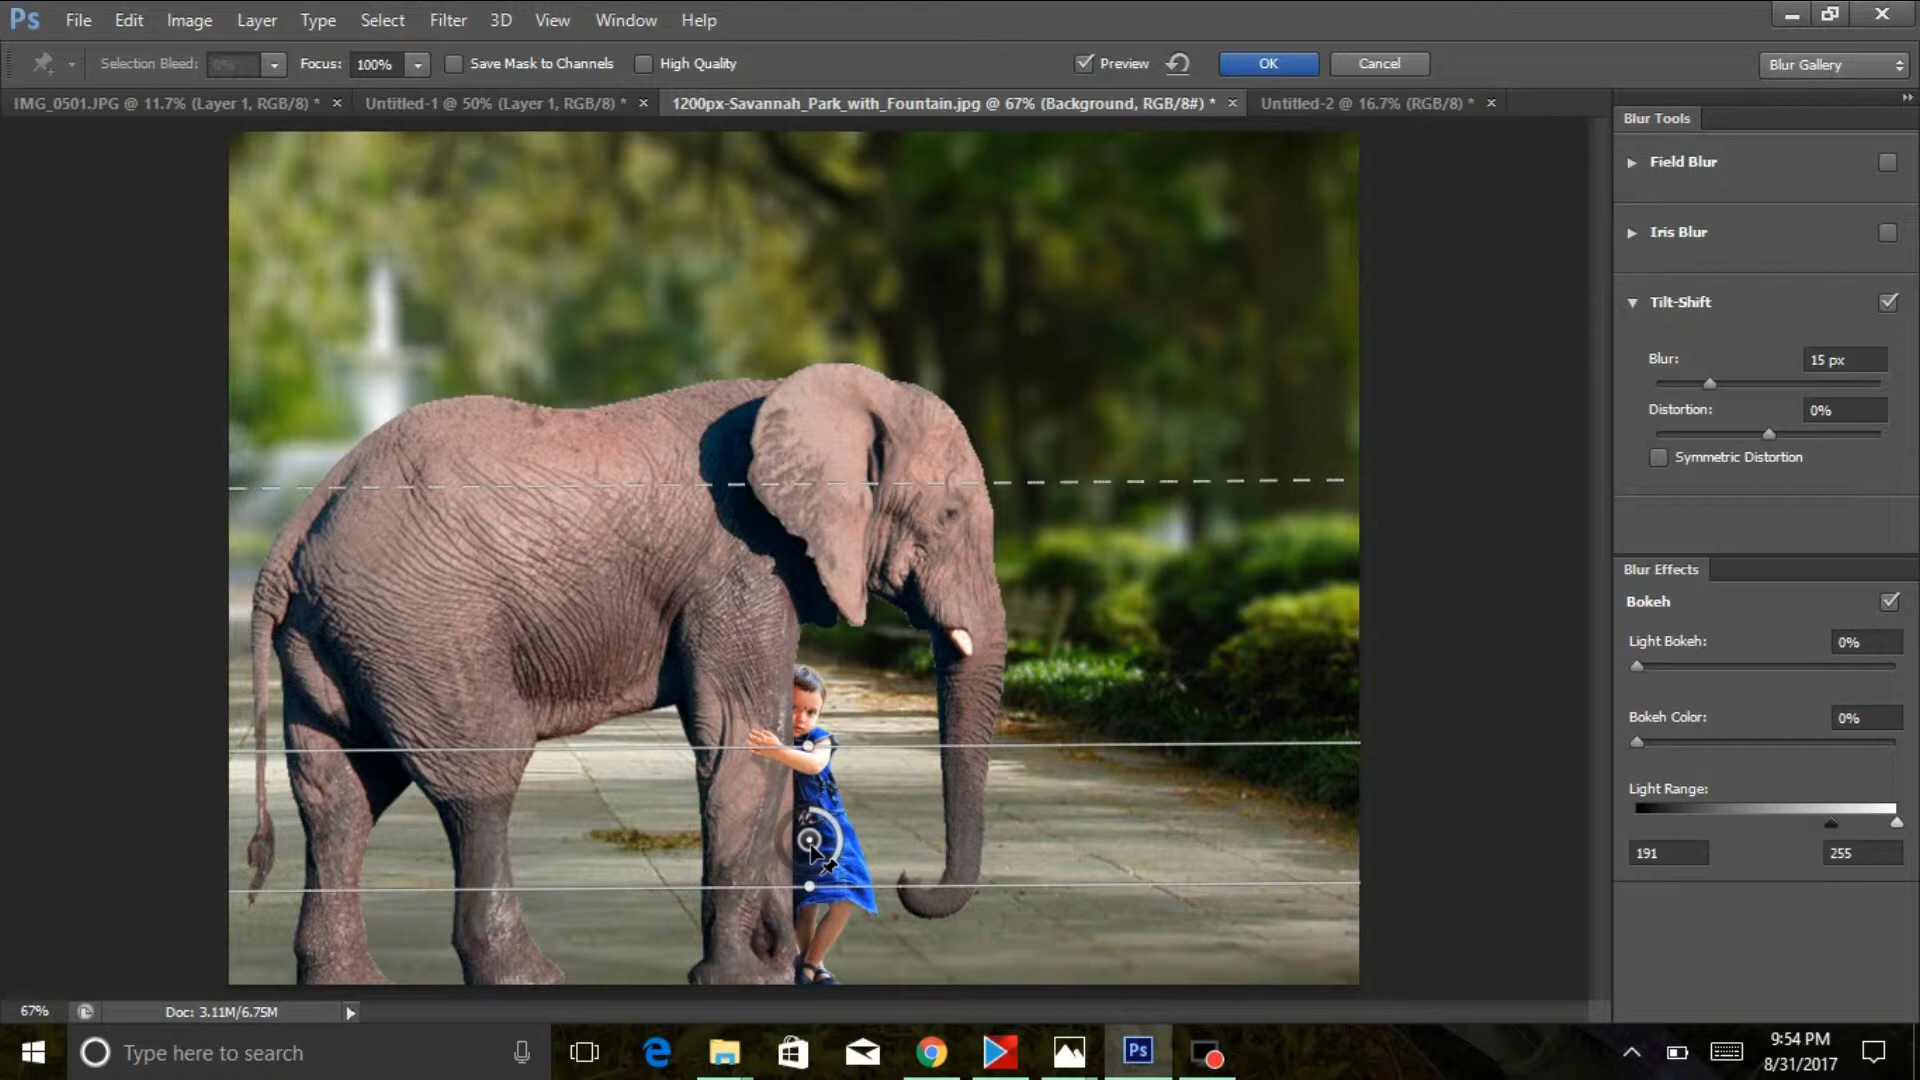 Ps File Edit Image Layer Type Select Filter 3D View Window Help
Selection Bleed: 0% Focus: 100% Save Mask to Channels High Quality Preview OK Cancel Blur Gallery
IMG_0501.JPG @ 11.7% (Layer 1, RGB/8) * × Untitled-1 @ 50% (Layer 1, RGB/8) * × 1200px-Savannah_Park_with_Fountain.jpg @ 67% (Background, RGB/8#) * × Untitled-2 @ 16.7% (RGB/8) * ×
Blur Tools
Field Blur
Iris Blur
Tilt-Shift
Blur: 15 px
Distortion: 0%
Symmetric Distortion
Blur Effects
Bokeh
Light Bokeh: 0%
Bokeh Color: 0%
Light Range:
191 255
67% Doc: 3.11M/6.75M
Type here to search
Ps
9:54 PM
8/31/2017